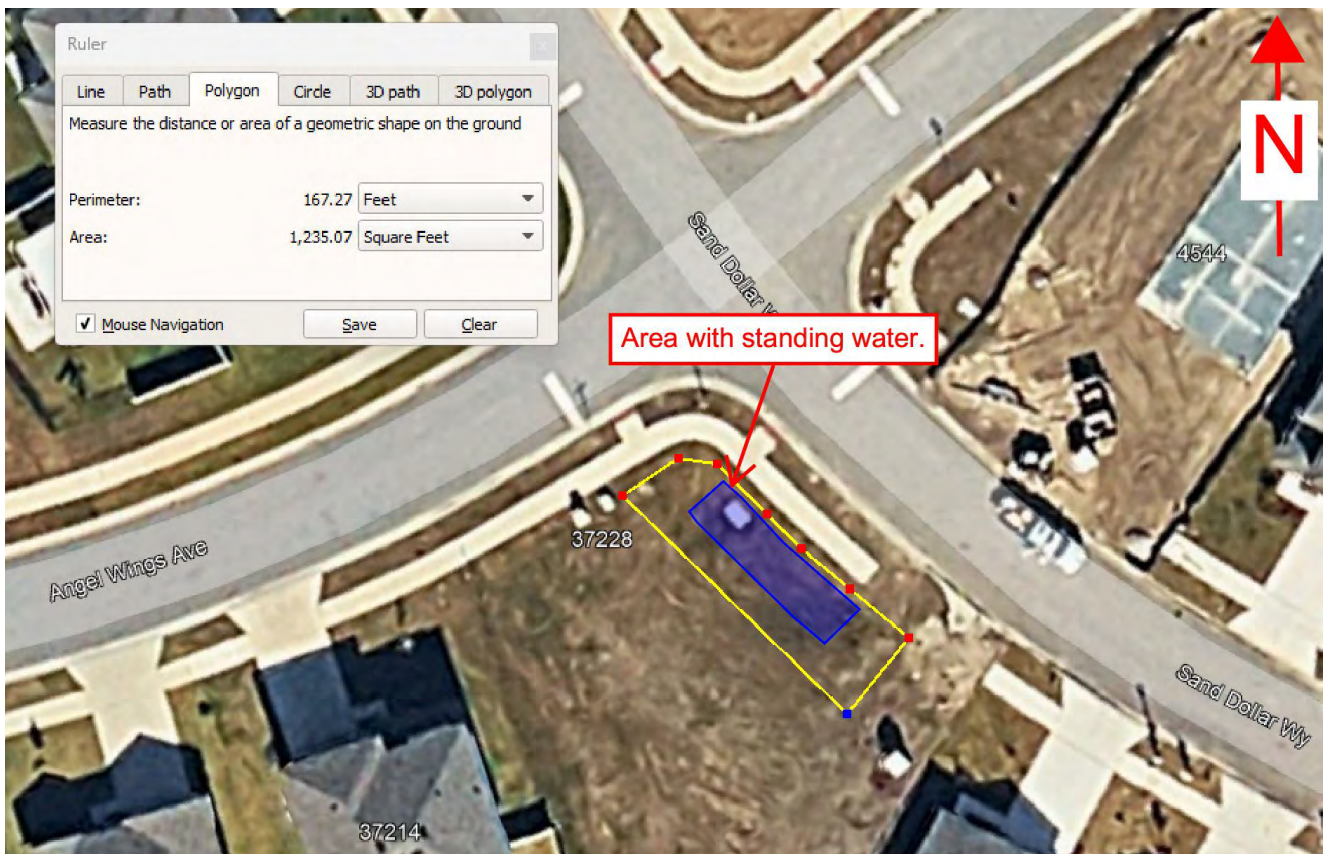 Ruler
x
Line Path Polygon Circle 3D path 3D polygon
Measure the distance or area of a geometric shape on the ground
Perimeter: 167.27 Feet
Area: 1,235.07 Square Feet
Mouse Navigation Save Clear
N
4544
Sand Dollar W
Area with standing water.
37228
Angel Wings Ave
Sand Dollar Wy
37214